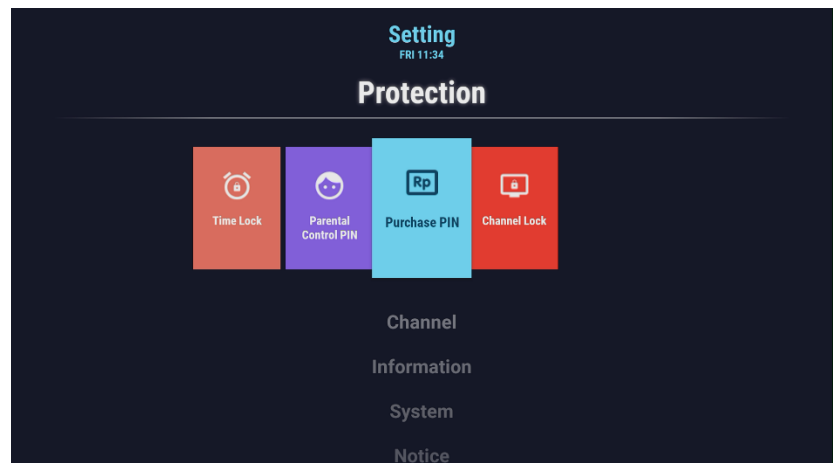 Setting
FRI 11:34
Protection
Time Lock
Parental
Control PIN
Rp
Purchase PIN
Channel Lock
Channel
Information
System
Notice